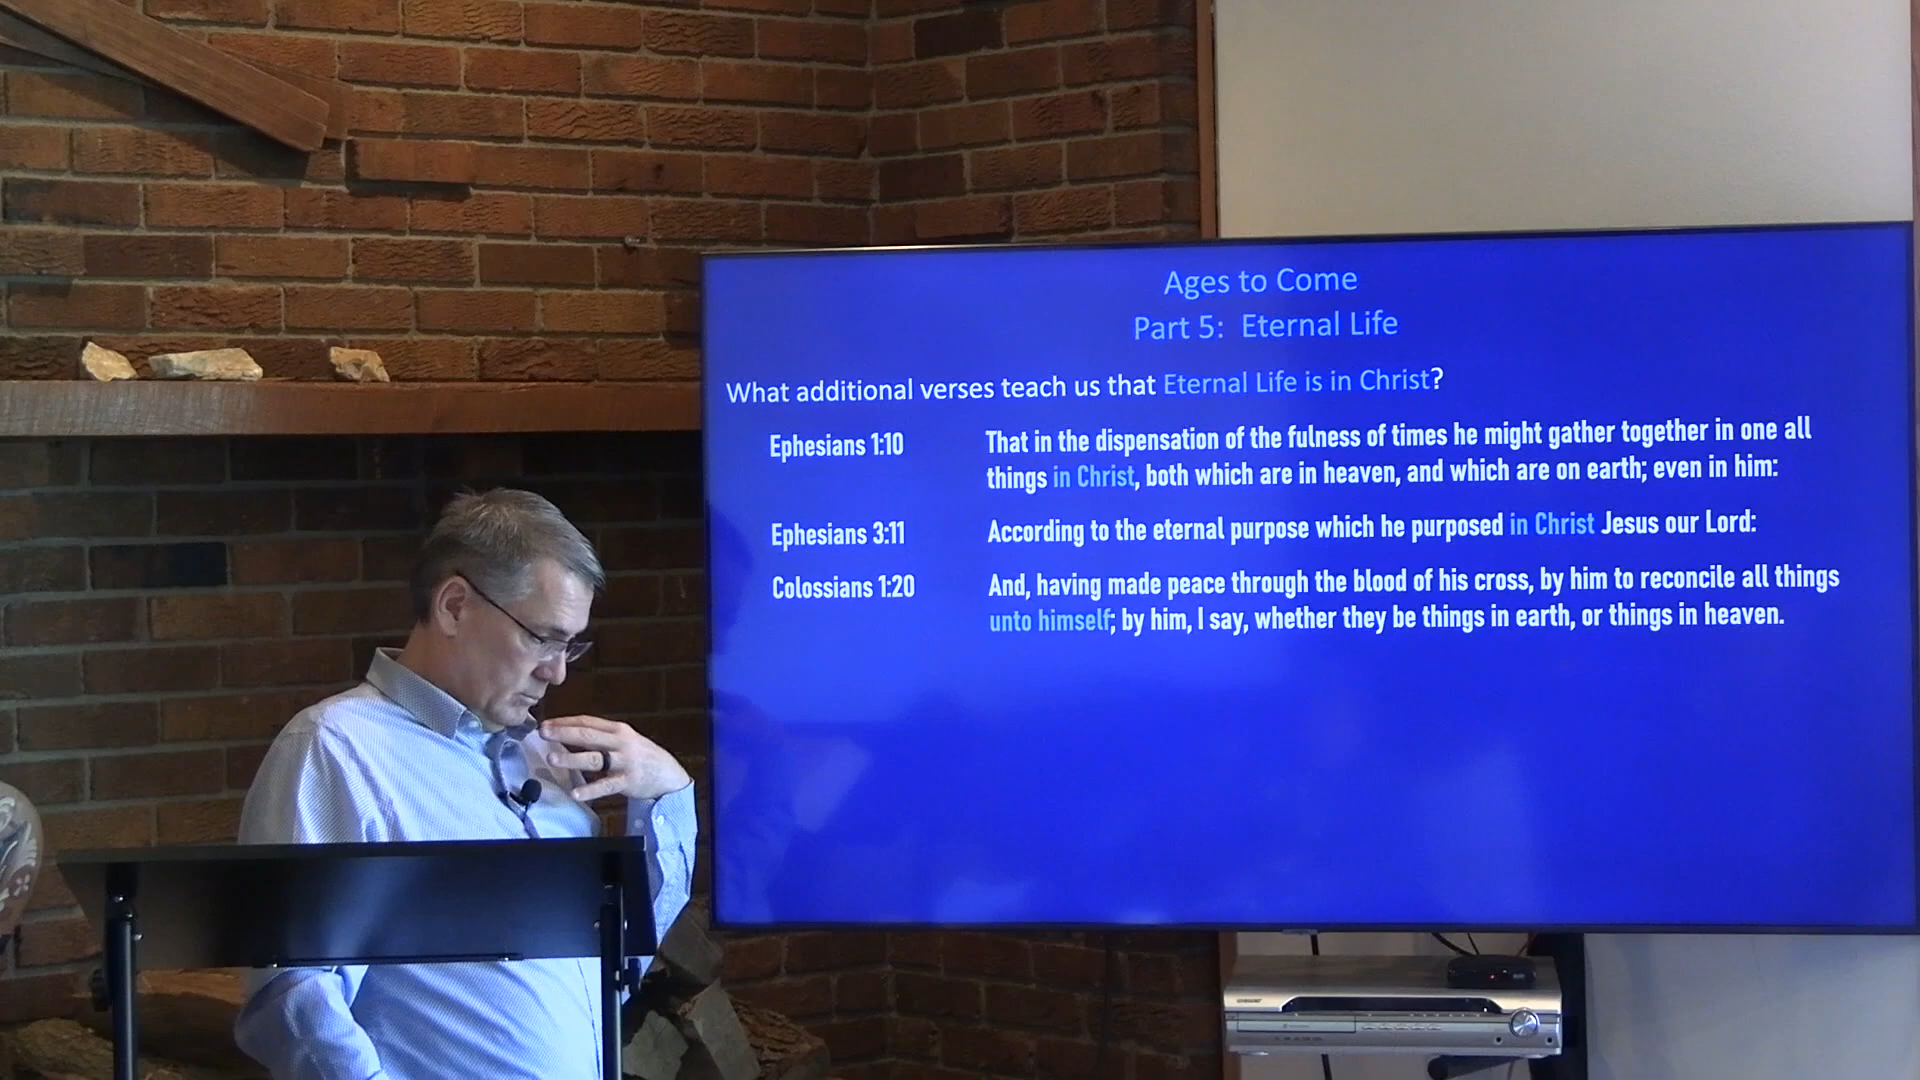 Ages to Come
Part 5: Eternal Life
What additional verses teach us that Eternal Life is in Christ?
Ephesians 1:10 That in the dispensation of the fulness of times he might gather together in one all
things in Christ, both which are in heaven, and which are on earth; even in him:
Ephesians 3:11 According to the eternal purpose which he purposed in Christ Jesus our Lord:
Colossians 1:20 And, having made peace through the blood of his cross, by him to reconcile all things
unto himself; by him, I say, whether they be things in earth, or things in heaven.